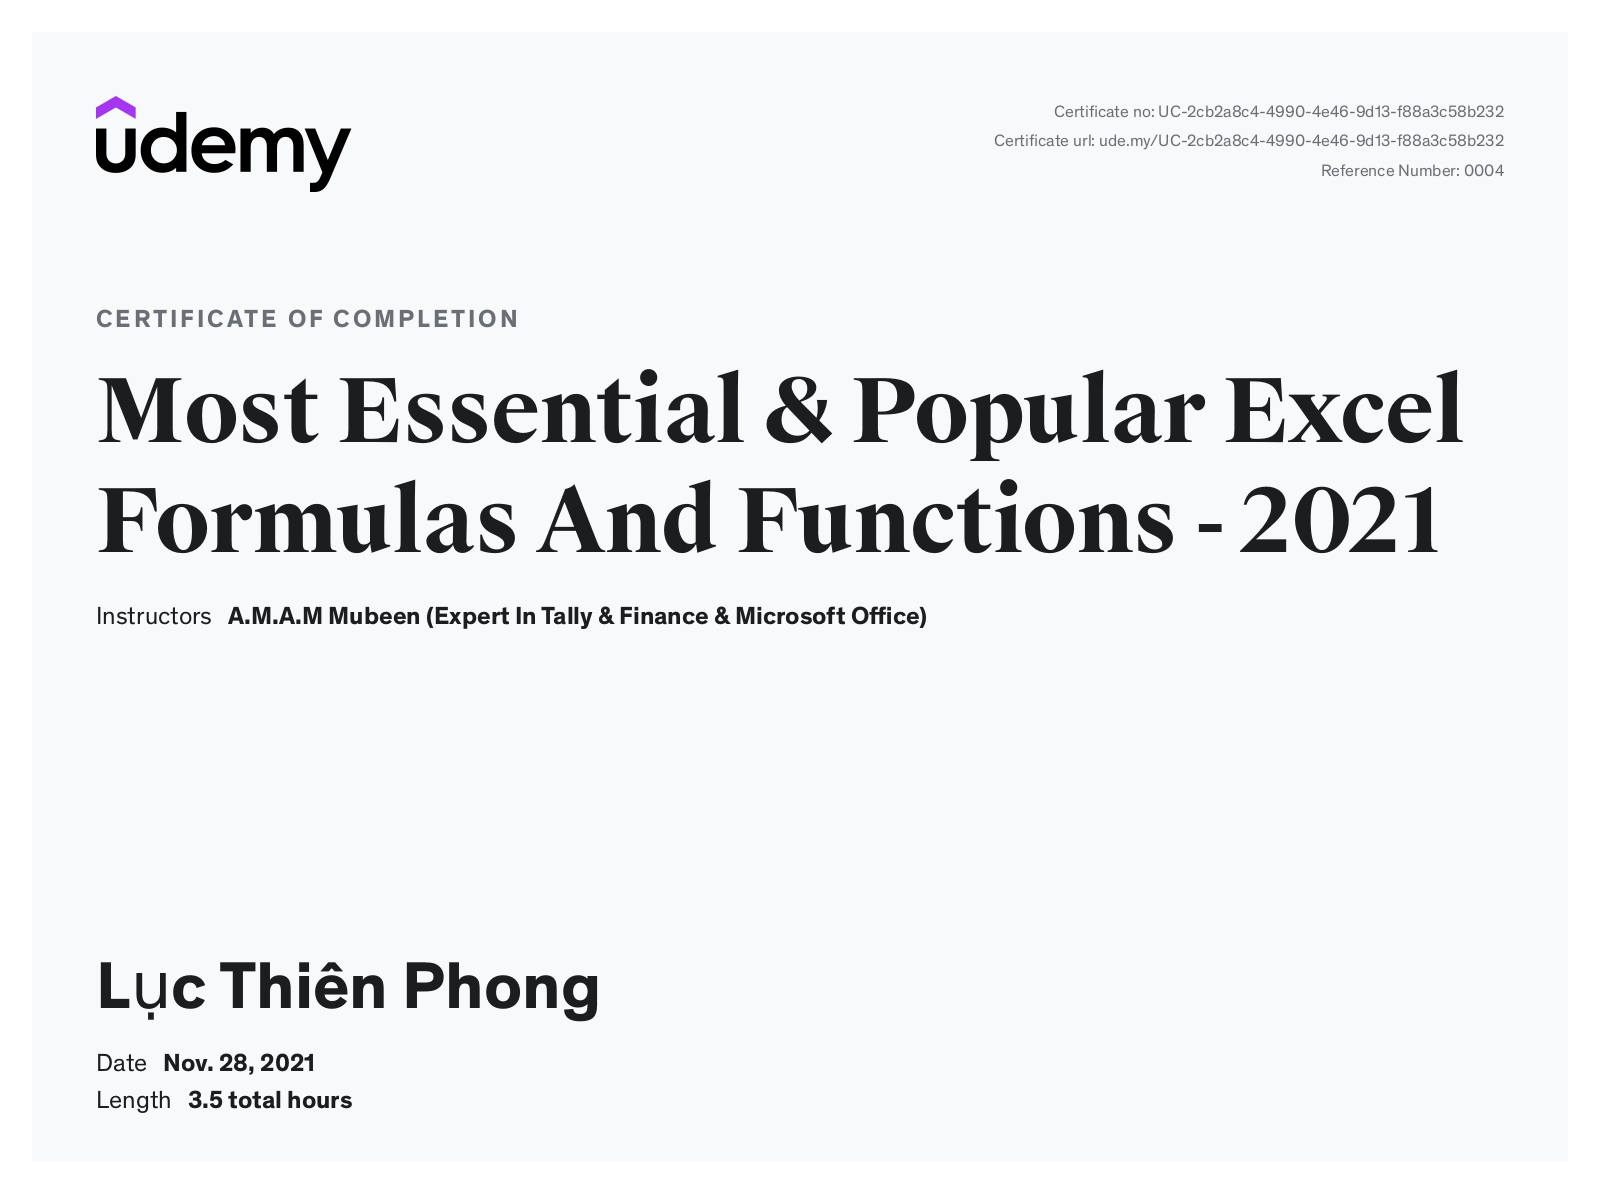 udemy
Certificate no: UC-2cb2a8c4-4990-4e46-9d13-f88a3c58b232
Certificate url: ude.my/UC-2cb2a8c4-4990-4e46-9d13-f88a3c58b232
Reference Number: 0004
CERTIFICATE OF COMPLETION
Most Essential & Popular Excel
Formulas And Functions - 2021
Instructors A.M.A.M Mubeen (Expert In Tally & Finance & Microsoft Office)
Lục Thiên Phong
Date Nov. 28, 2021
Length 3.5 total hours